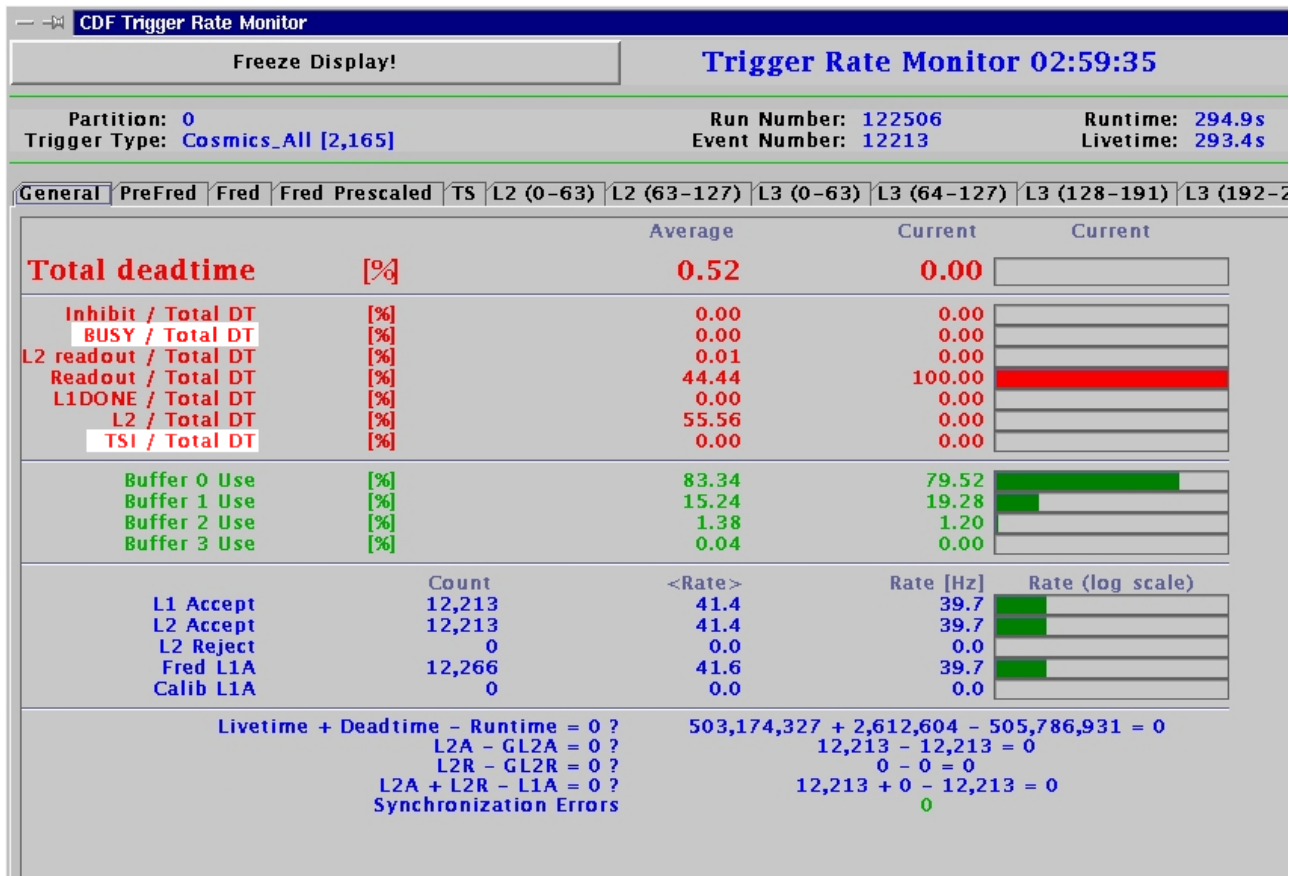 CDF Trigger Rate Monitor
Freeze Display! Trigger Rate Monitor 02:59:35
Partition: 0 Run Number: 122506 Runtime: 294.9s
Trigger Type: Cosmics_All [2,165] Event Number: 12213 Livetime: 293.4s
General PreFred Fred Fred Prescaled TS L2 (0-63) L2 (63-127) L3 (0-63) L3 (64-127) L3 (128-191) L3 (192-2
Average Current Current
Total deadtime [%] 0.52 0.00
Inhibit / Total DT [%] 0.00 0.00
BUSY / Total DT [%] 0.00 0.00
L2 readout / Total DT [%] 0.01 0.00
Readout / Total DT [%] 44.44 100.00
L1DONE / Total DT [%] 0.00 0.00
L2 / Total DT [%] 55.56 0.00
TSI / Total DT [%] 0.00 0.00
Buffer 0 Use [%] 83.34 79.52
Buffer 1 Use [%] 15.24 19.28
Buffer 2 Use [%] 1.38 1.20
Buffer 3 Use [%] 0.04 0.00
Count <Rate> Rate [Hz] Rate (log scale)
L1 Accept 12,213 41.4 39.7
L2 Accept 12,213 41.4 39.7
L2 Reject 0 0.0 0.0
Fred L1A 12,266 41.6 39.7
Calib L1A 0 0.0 0.0
Livetime + Deadtime - Runtime = 0 ? 503,174,327 + 2,612,604 - 505,786,931 = 0
L2A - GL2A = 0 ? 12,213 - 12,213 = 0
L2R - GL2R = 0 ? 0 - 0 = 0
L2A + L2R - L1A = 0 ? 12,213 + 0 - 12,213 = 0
Synchronization Errors 0